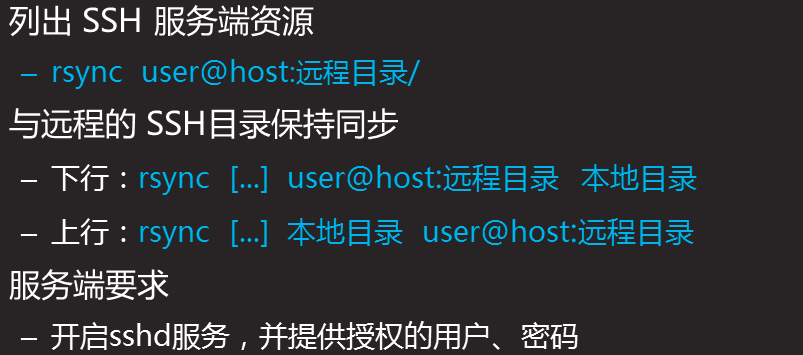 列出 SSH 服务端资源
– rsync user@host:远程目录/
与远程的 SSH目录保持同步
– 下行：rsync [...] user@host:远程目录 本地目录
– 上行：rsync [...] 本地目录 user@host:远程目录
服务端要求
– 开启sshd服务，并提供授权的用户、密码